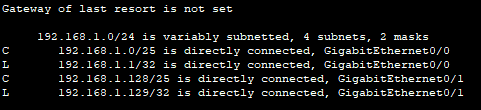 Gateway of last resort is not set
192.168.1.0/24 is variably subnetted, 4 subnets, 2 masks
C 192.168.1.0/25 is directly connected, GigabitEthernet0/0
L 192.168.1.1/32 is directly connected, GigabitEthernet0/0
C 192.168.1.128/25 is directly connected, GigabitEthernet0/1
L 192.168.1.129/32 is directly connected, GigabitEthernet0/1